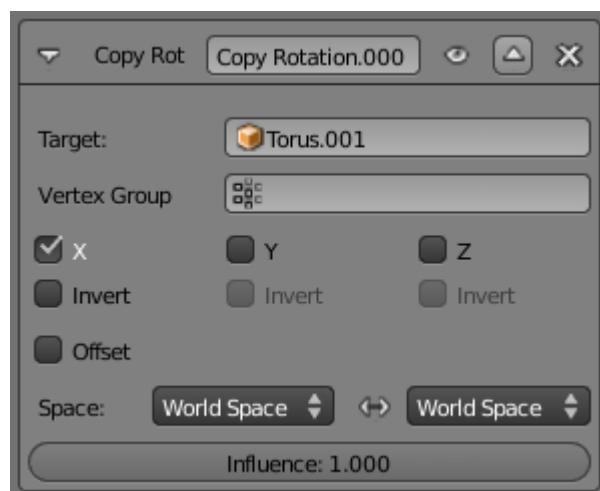 Copy Rot Copy Rotation.000
Target: Torus.001
Vertex Group
X Y Z
Invert Invert Invert
Offset
Space: World Space World Space
Influence: 1.000